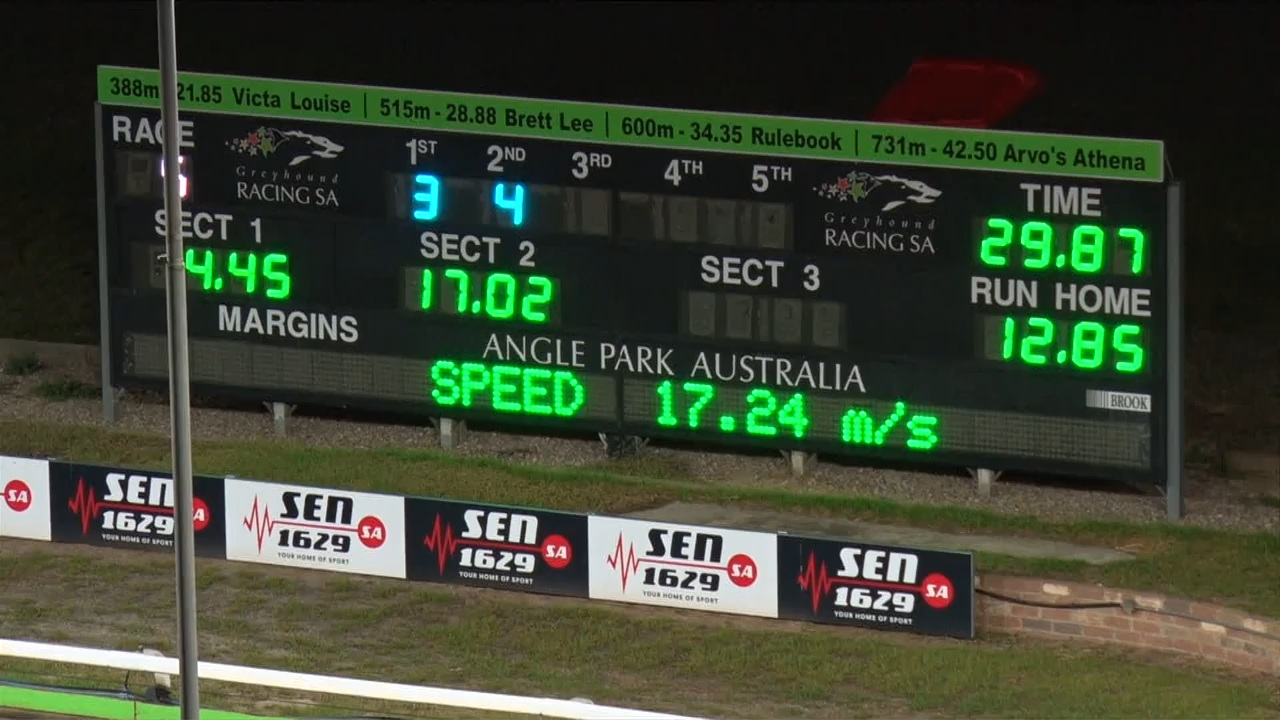 388m 21.85 Victa Louise | 515m - 28.88 Brett Lee | 600m - 34.35 Rulebook | 731m - 42.50 Arvo's Athena
RACE
Greyhound
RACING SA
1ST 2ND 3RD 4TH 5TH
3 4
Greyhound
RACING SA
TIME
29.87
SECT 1
4.45
SECT 2
17.02
SECT 3
RUN HOME
12.85
MARGINS
ANGLE PARK AUSTRALIA
BROOK
SPEED 17.24 m/s
SA
SEN
1629
SEN
1629
SA
YOUR HOME OF SPORT
SEN
1629
SA
YOUR HOME OF SPORT
SEN
1629
SA
YOUR HOME OF SPORT
SEN
1629
SA
YOUR HOME OF SPORT